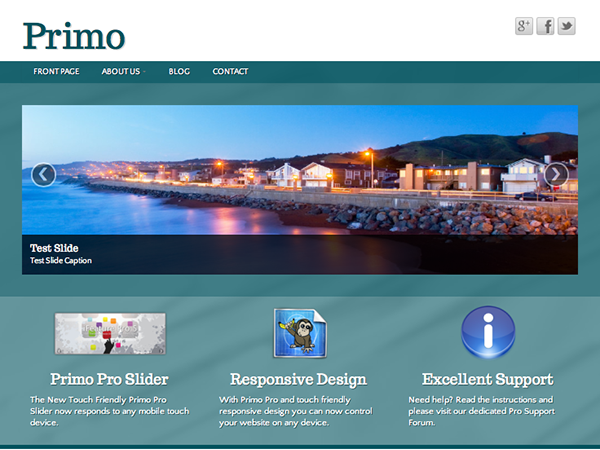 Primo
FRONT PAGE ABOUT US BLOG CONTACT
Test Slide
Test Slide Caption
Primo Pro Slider
The New Touch Friendly Primo Pro
Slider now responds to any mobile touch
device.
Responsive Design
With Primo Pro and touch friendly
responsive design you can now control
your website on any device.
Excellent Support
Need help? Read the instructions and
please visit our dedicated Pro Support
Forum.